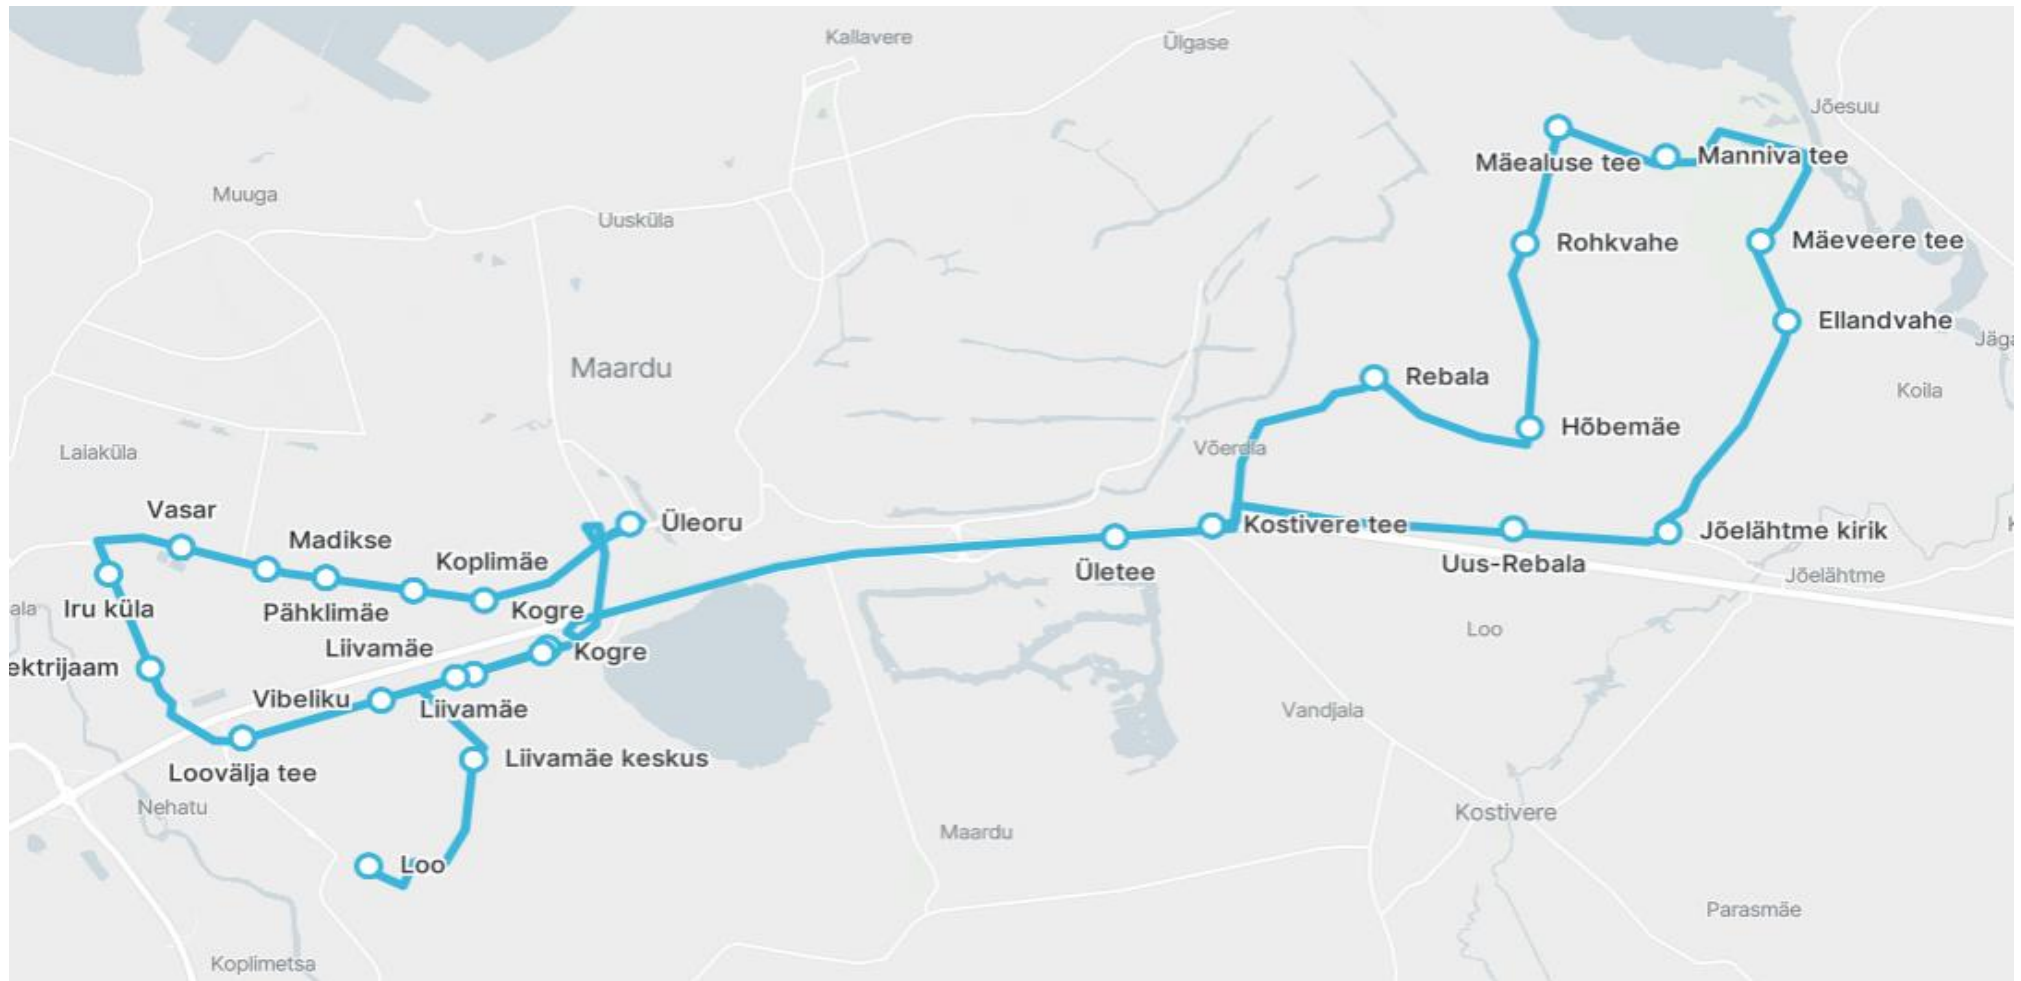 Kallavere
Ülgase
Jõesuu
Mäealuse tee
Manniva tee
Muuga
Uusküla
Rohkvahe
Mäeveere tee
Ellandvahe
Jäga
Maardu
Rebala
Koila
Hõbemäe
Laiaküla
Võerdla
Vasar
Üleoru
Kostivere tee
Jõelähtme kirik
Madikse
Koplimäe
Uus-Rebala
Ületee
Jõelähtme
Iru küla
ala
Pähklimäe
Kogre
Loo
Liivamäe
Kogre
ektrijaam
Vibeliku
Liivamäe
Vandjala
Liivamäe keskus
Loovälja tee
Nehatu
Kostivere
Maardu
Loo
Parasmäe
Koplimetsa